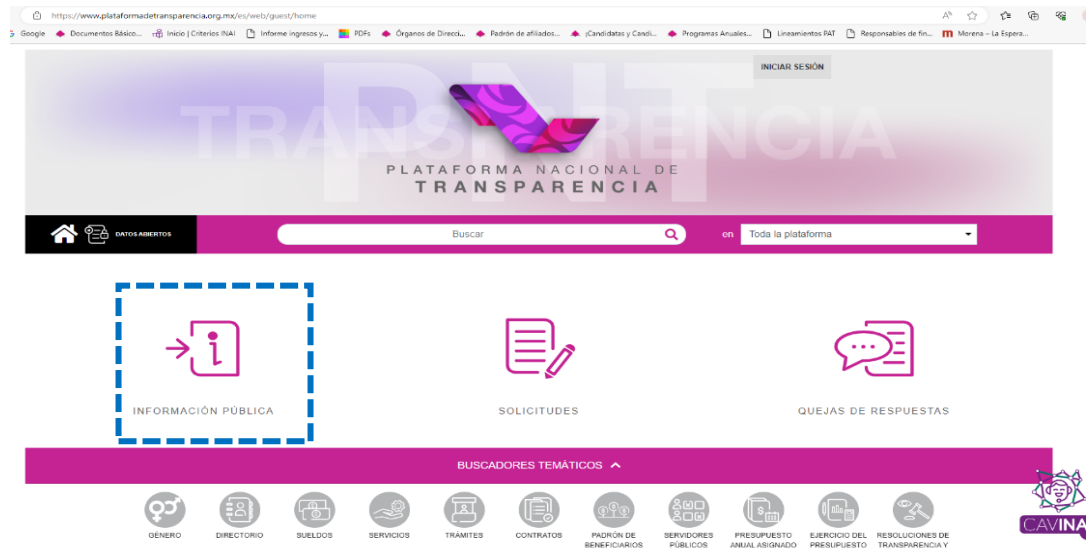 https://www.plataformadetransparencia.org.mx/es/web/guest/home
Google Documentos Básico... Inicio | Criterios INAI Informe ingresos y... PDFs Órganos de Direcci... Padrón de afiliados... ¡Candidatas y Candi... Programas Anuales... Lineamientos PAT Responsables de fin... Morena – La Espera...
INICIAR SESIÓN
PNT
TRANSPARENCIA
PLATAFORMA NACIONAL DE
TRANSPARENCIA
DATOS ABIERTOS Buscar en Toda la plataforma
INFORMACIÓN PÚBLICA SOLICITUDES QUEJAS DE RESPUESTAS
BUSCADORES TEMÁTICOS
GÉNERO DIRECTORIO SUELDOS SERVICIOS TRÁMITES CONTRATOS PADRÓN DE SERVIDORES PRESUPUESTO EJERCICIO DEL RESOLUCIONES DE
BENEFICIARIOS PÚBLICOS ANUAL ASIGNADO PRESUPUESTO TRANSPARENCIA Y
CAVINA